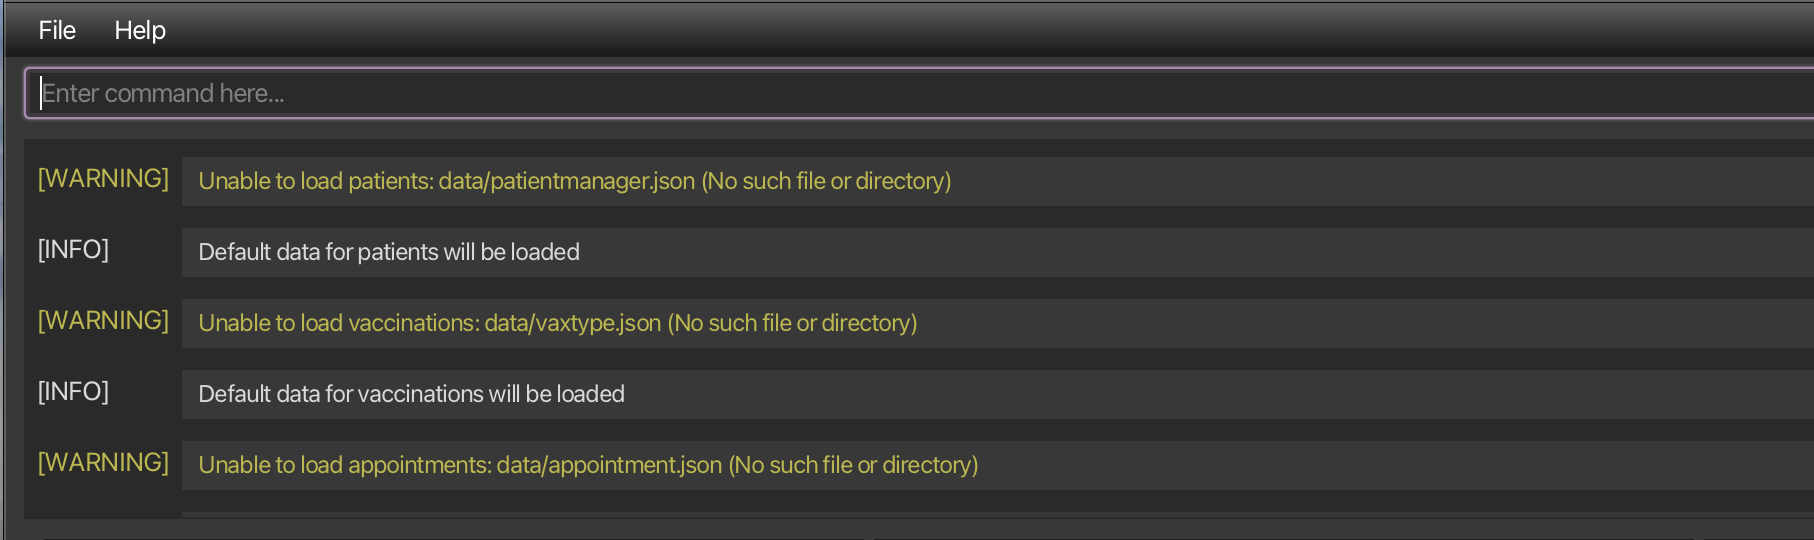 File Help
Enter command here...
[WARNING] Unable to load patients: data/patientmanager.json (No such file or directory)
[INFO] Default data for patients will be loaded
[WARNING] Unable to load vaccinations: data/vaxtype.json (No such file or directory)
[INFO] Default data for vaccinations will be loaded
[WARNING] Unable to load appointments: data/appointment.json (No such file or directory)